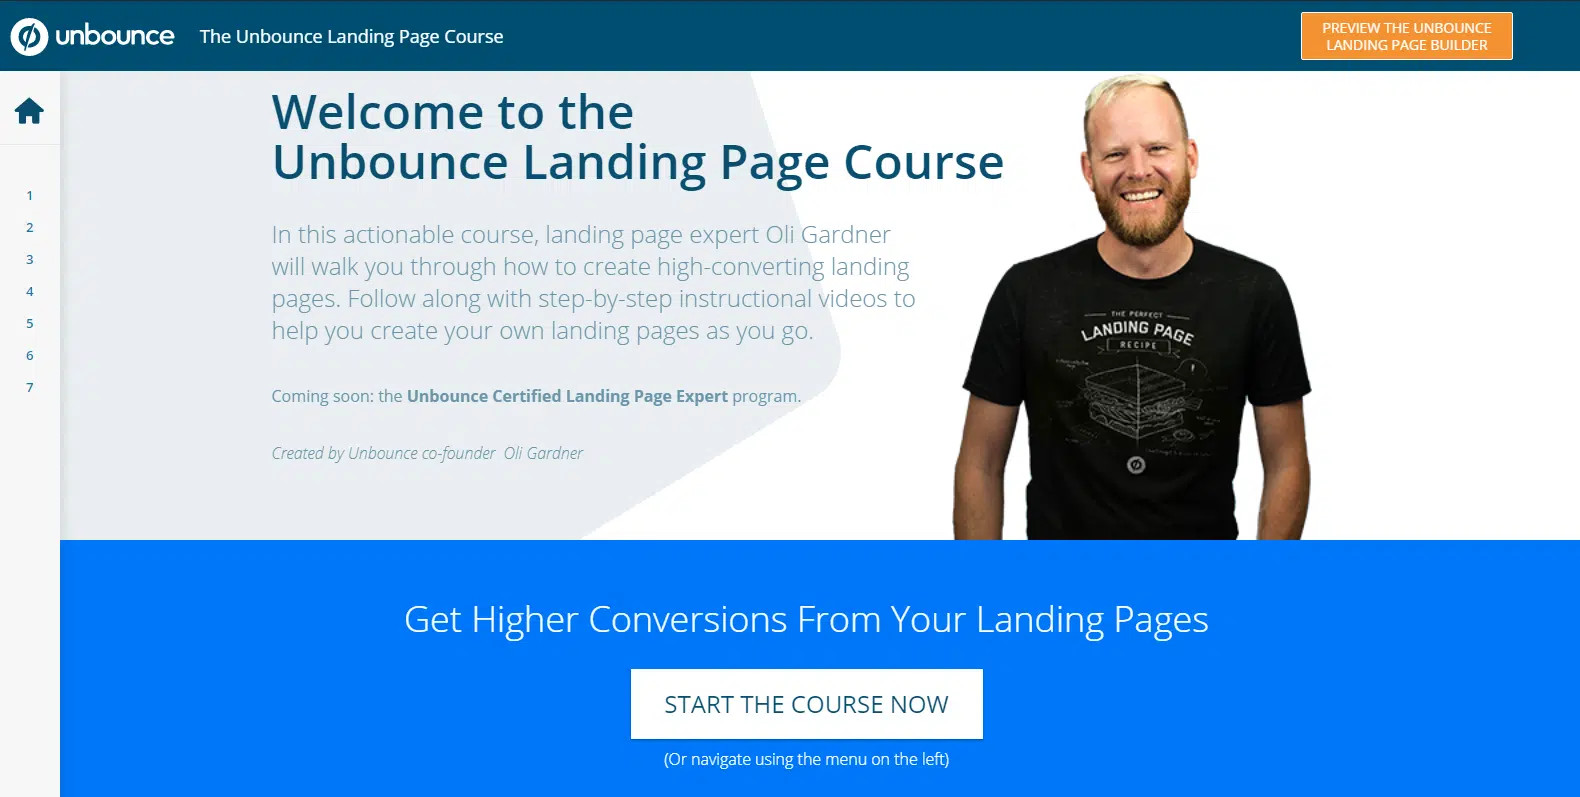 unbounce
The Unbounce Landing Page Course
PREVIEW THE UNBOUNCE
LANDING PAGE BUILDER
Welcome to the
Unbounce Landing Page Course
In this actionable course, landing page expert Oli Gardner
will walk you through how to create high-converting landing
pages. Follow along with step-by-step instructional videos to
help you create your own landing pages as you go.
Coming soon: the Unbounce Certified Landing Page Expert program.
Created by Unbounce co-founder Oli Gardner
1
2
3
4
5
6
7
THE PERFECT
LANDING PAGE
RECIPE
Get Higher Conversions From Your Landing Pages
START THE COURSE NOW
(Or navigate using the menu on the left)